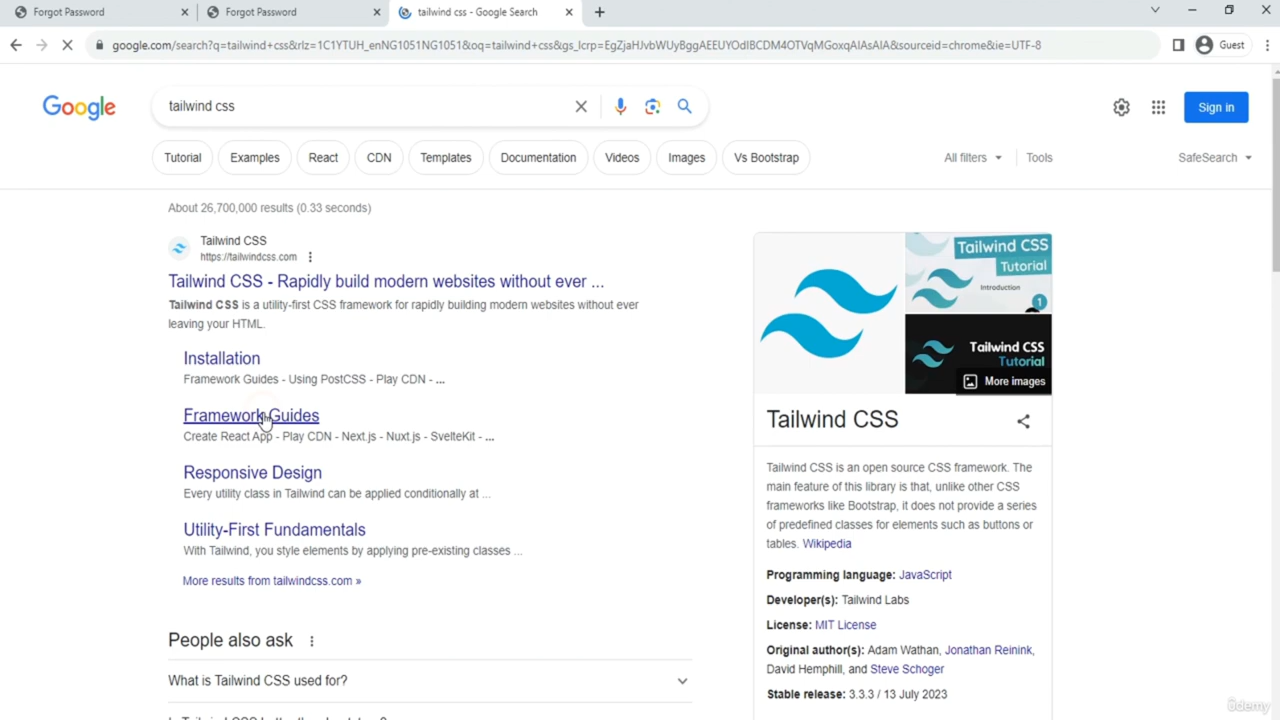 Forgot Password
Forgot Password
tailwind css - Google Search
google.com/search?q=tailwind+css&rlz=1C1YTUH_enNG1051NG1051&oq=tailwind+css&gs_lcrp=EgZjaHJvbWUyBggAEEUYOdIBCDM4OTVqMGoxqAIAsAIA&sourceid=chrome&ie=UTF-8
Guest
Google
tailwind css
Sign in
Tutorial
Examples
React
CDN
Templates
Documentation
Videos
Images
Vs Bootstrap
All filters
Tools
SafeSearch
About 26,700,000 results (0.33 seconds)
Tailwind CSS
https://tailwindcss.com
Tailwind CSS - Rapidly build modern websites without ever ...
Tailwind CSS is a utility-first CSS framework for rapidly building modern websites without ever
leaving your HTML.
Installation
Framework Guides - Using PostCSS - Play CDN - ...
Framework Guides
Create React App - Play CDN - Next.js - Nuxt.js - SvelteKit - ...
Responsive Design
Every utility class in Tailwind can be applied conditionally at ...
Utility-First Fundamentals
With Tailwind, you style elements by applying pre-existing classes ...
More results from tailwindcss.com »
People also ask
What is Tailwind CSS used for?
Tailwind CSS
Tutorial
Introduction
1
Tailwind CSS
Tutorial
More images
Tailwind CSS
Tailwind CSS is an open source CSS framework. The
main feature of this library is that, unlike other CSS
frameworks like Bootstrap, it does not provide a series
of predefined classes for elements such as buttons or
tables. Wikipedia
Programming language: JavaScript
Developer(s): Tailwind Labs
License: MIT License
Original author(s): Adam Wathan, Jonathan Reinink,
David Hemphill, and Steve Schoger
Stable release: 3.3.3 / 13 July 2023
ûdemy